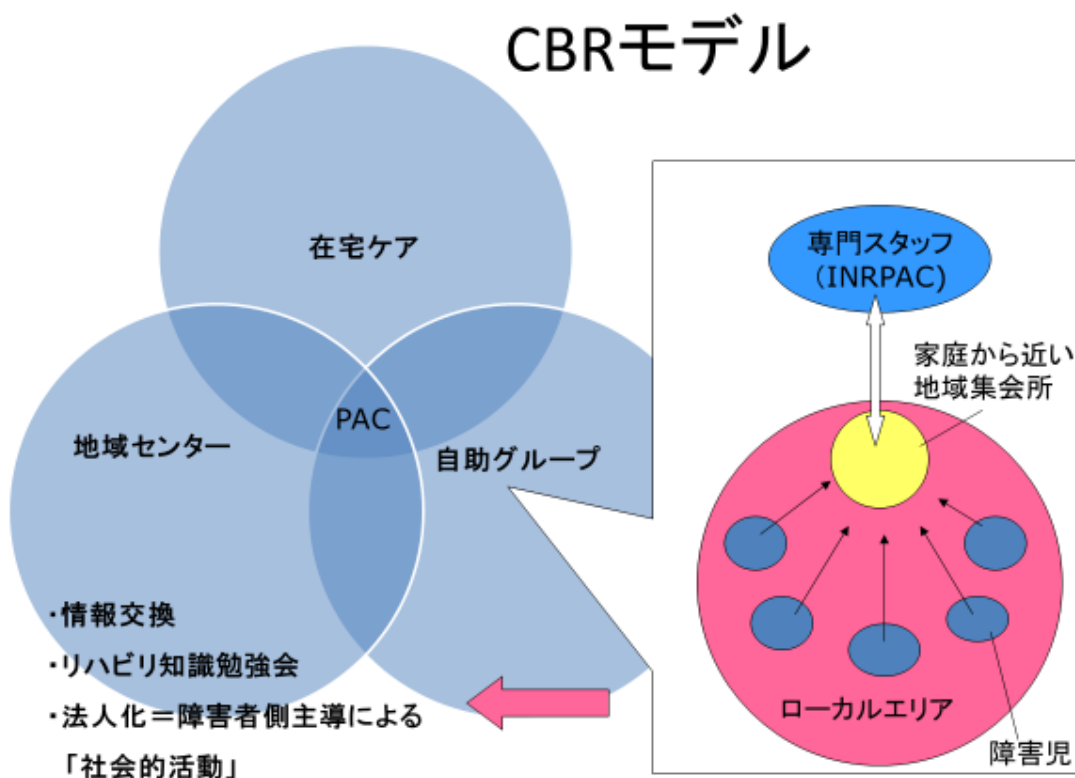 CBRモデル
在宅ケア
地域センター
PAC
自助グループ
・情報交換
・リハビリ知識勉強会
・法人化＝障害者側主導による
「社会的活動」
専門スタッフ
（INRPAC）
家庭から近い
地域集会所
ローカルエリア
障害児